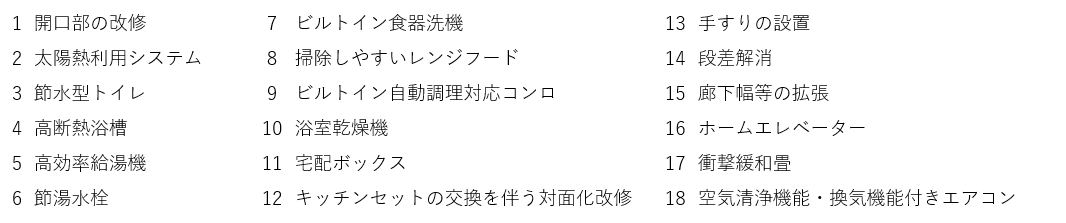 1 開口部の改修
2 太陽熱利用システム
3 節水型トイレ
4 高断熱浴槽
5 高効率給湯機
6 節湯水栓
7 ビルトイン食器洗機
8 掃除しやすいレンジフード
9 ビルトイン自動調理対応コンロ
10 浴室乾燥機
11 宅配ボックス
12 キッチンセットの交換を伴う対面化改修
13 手すりの設置
14 段差解消
15 廊下幅等の拡張
16 ホームエレベーター
17 衝撃緩和畳
18 空気清浄機能・換気機能付きエアコン